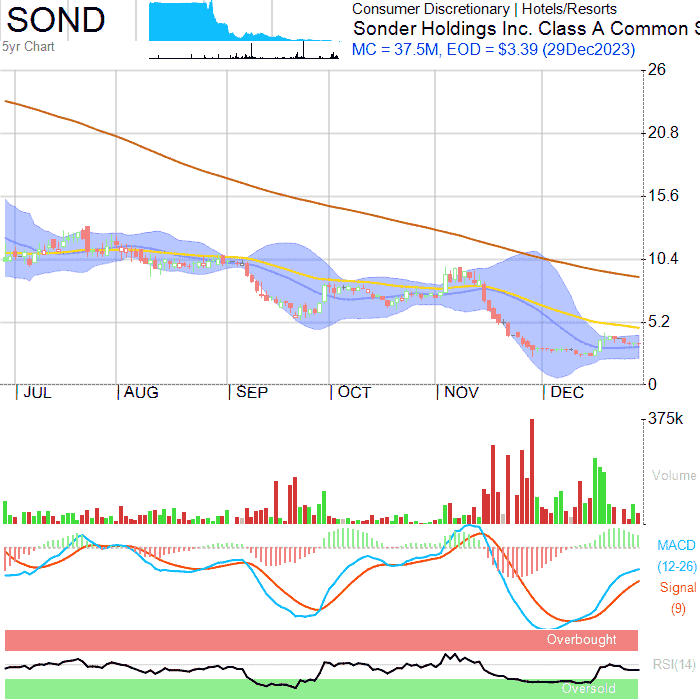 SOND
5yr Chart
Consumer Discretionary | Hotels/Resorts
Sonder Holdings Inc. Class A Common S
MC = 37.5M, EOD = $3.39 (29Dec2023)
26
20.8
15.6
10.4
5.2
0
JUL
AUG
SEP
OCT
NOV
DEC
375k
Volume
MACD
(12-26)
Signal
(9)
Overbought
RSI(14)
Oversold